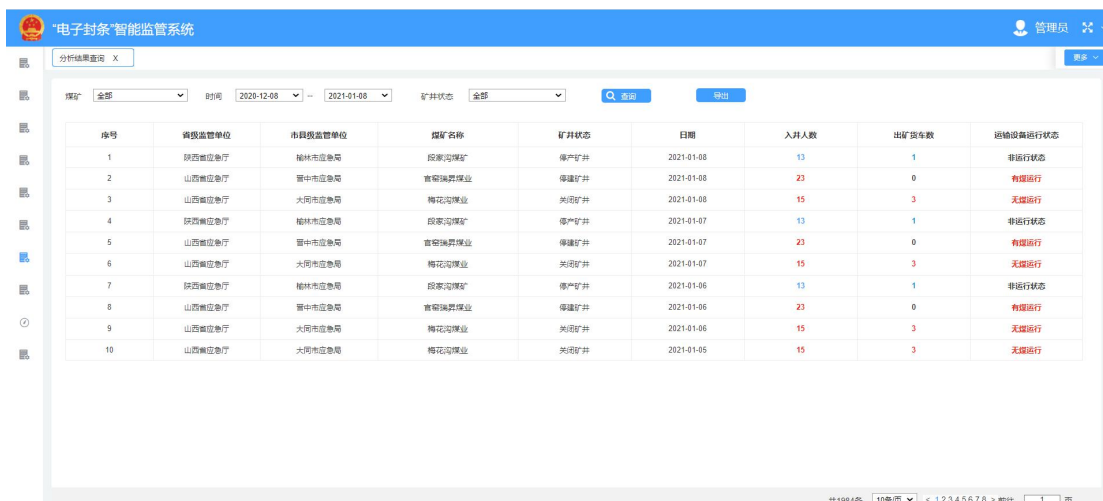 “电子封条”智能监管系统 管理员
分析结果查询 X 更多
煤矿 全部 时间 2020-12-08 -- 2021-01-08 矿井状态 全部 查询 导出
序号 省级监管单位 市县级监管单位 煤矿名称 矿井状态 日期 入井人数 出矿货车数 运输设备运行状态
1 陕西省应急厅 榆林市应急局 段家沟煤矿 停产矿井 2021-01-08 13 1 非运行状态
2 山西省应急厅 晋中市应急局 官窑瑞昇煤业 停建矿井 2021-01-08 23 0 有煤运行
3 山西省应急厅 大同市应急局 梅花沟煤业 关闭矿井 2021-01-08 15 3 无煤运行
4 陕西省应急厅 榆林市应急局 段家沟煤矿 停产矿井 2021-01-07 13 1 非运行状态
5 山西省应急厅 晋中市应急局 官窑瑞昇煤业 停建矿井 2021-01-07 23 0 有煤运行
6 山西省应急厅 大同市应急局 梅花沟煤业 关闭矿井 2021-01-07 15 3 无煤运行
7 陕西省应急厅 榆林市应急局 段家沟煤矿 停产矿井 2021-01-06 13 1 非运行状态
8 山西省应急厅 晋中市应急局 官窑瑞昇煤业 停建矿井 2021-01-06 23 0 有煤运行
9 山西省应急厅 大同市应急局 梅花沟煤业 关闭矿井 2021-01-06 15 3 无煤运行
10 山西省应急厅 大同市应急局 梅花沟煤业 关闭矿井 2021-01-05 15 3 无煤运行
共1984条 10条/页 < 1 2 3 4 5 6 7 8 > 前往 1 页